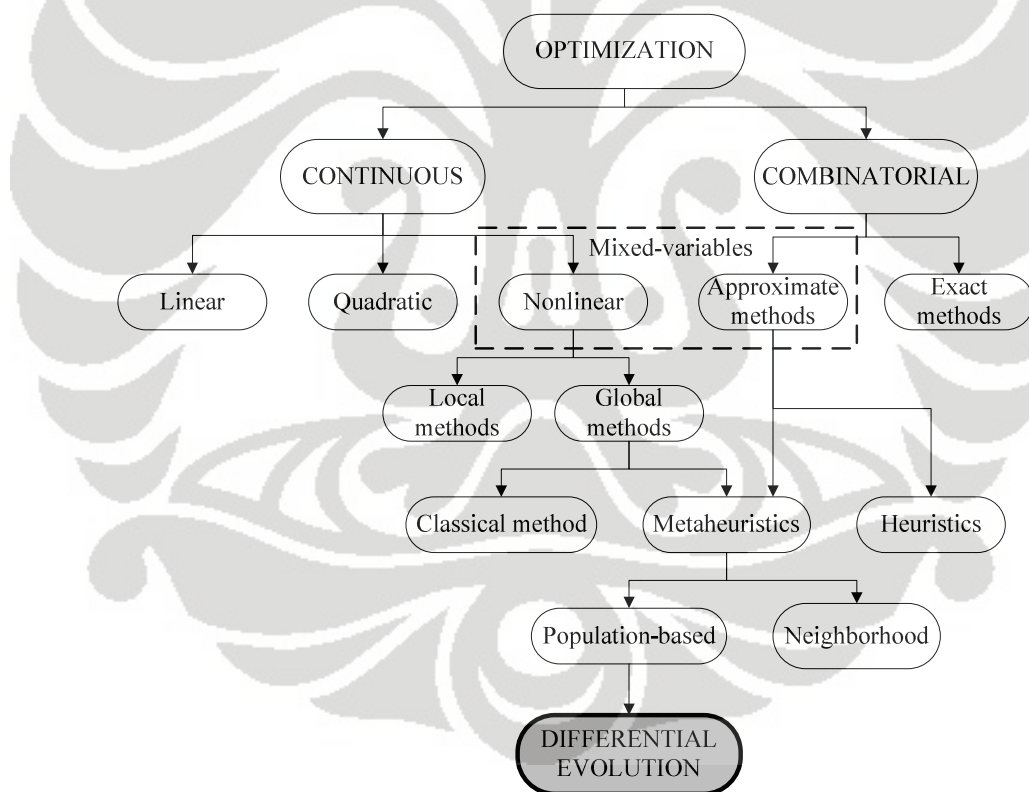 OPTIMIZATION
CONTINUOUS
COMBINATORIAL
Mixed-variables
Linear
Quadratic
Nonlinear
Approximate
methods
Exact
methods
Local
methods
Global
methods
Classical method
Metaheuristics
Heuristics
Population-based
Neighborhood
DIFFERENTIAL
EVOLUTION